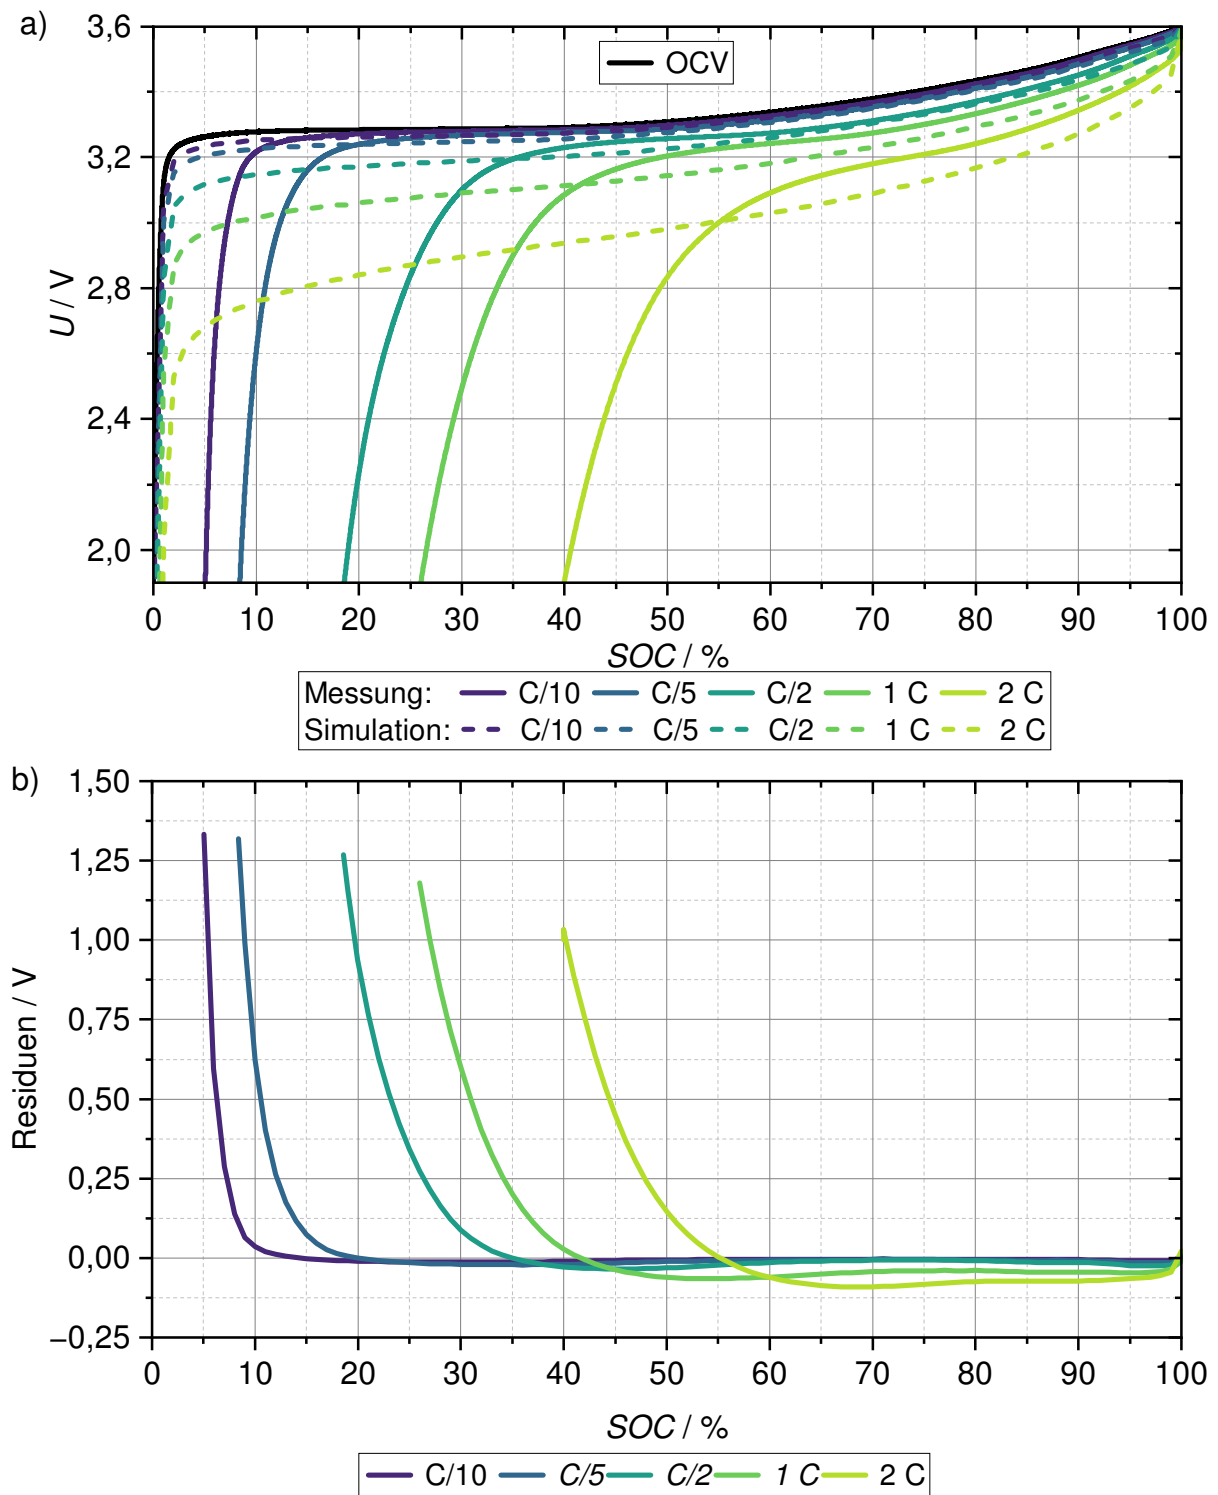 a)
3,6
3,2
2,8
2,4
2,0
U / V
OCV
0 10 20 30 40 50 60 70 80 90 100
SOC / %
Messung: C/10 C/5 C/2 1 C 2 C
Simulation: C/10 C/5 C/2 1 C 2 C
b)
1,50
1,25
1,00
0,75
0,50
0,25
0,00
−0,25
Residuen / V
0 10 20 30 40 50 60 70 80 90 100
SOC / %
C/10 C/5 C/2 1 C 2 C